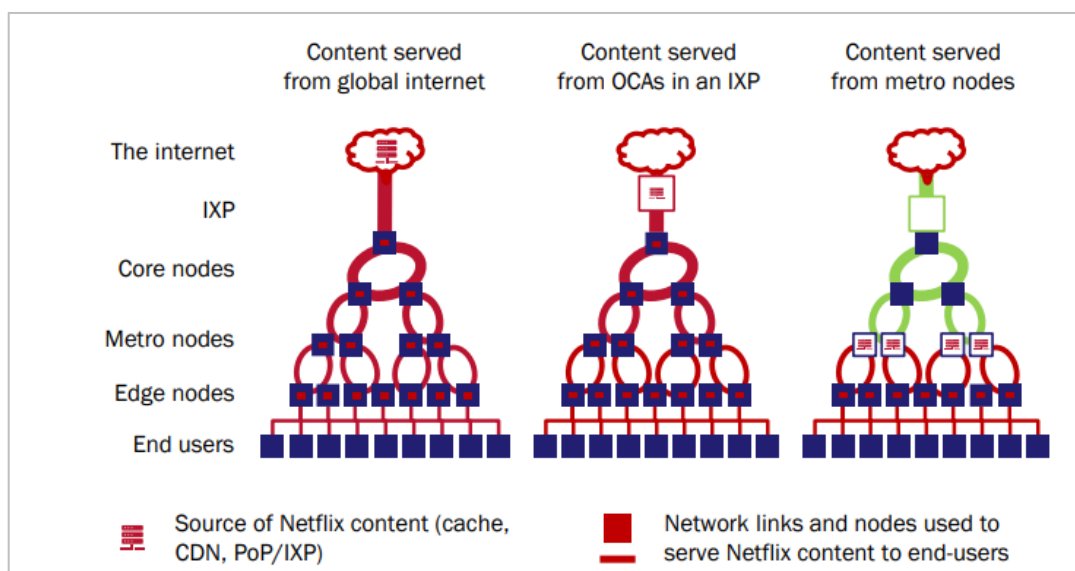 Content served
from global internet
Content served
from OCAs in an IXP
Content served
from metro nodes
The internet
IXP
Core nodes
Metro nodes
Edge nodes
End users
Source of Netflix content (cache,
CDN, PoP/IXP)
Network links and nodes used to
serve Netflix content to end-users